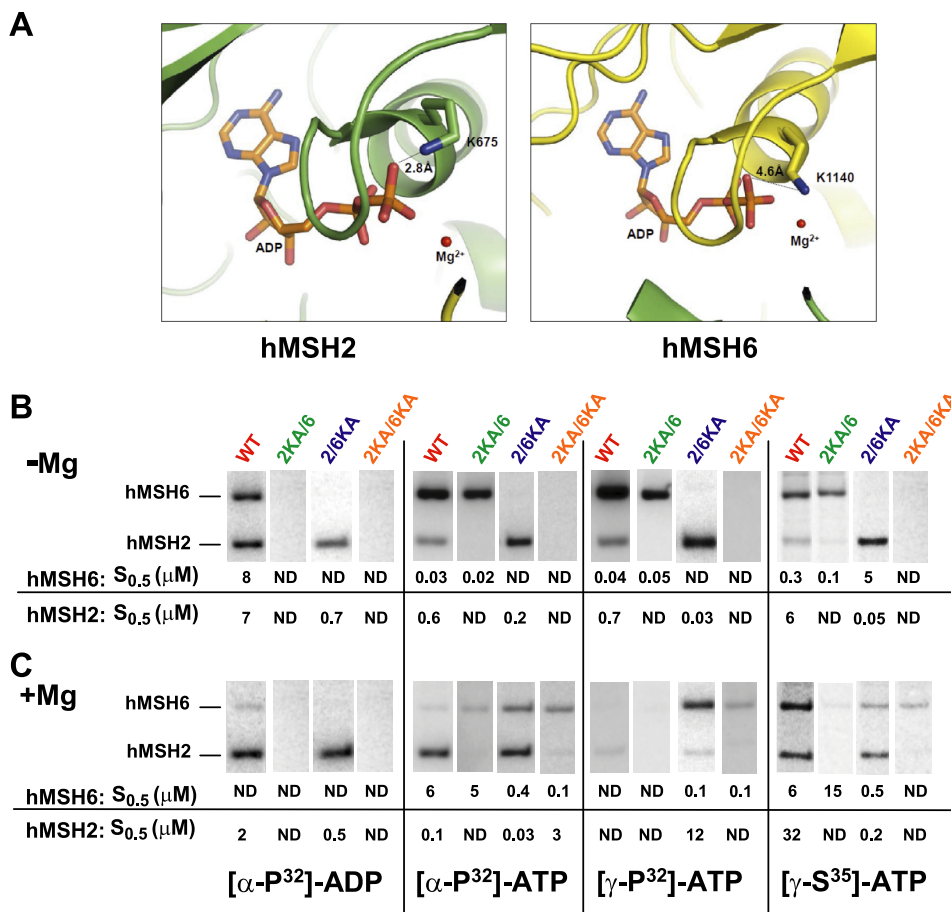 A
K675
2.8Å
ADP
Mg2+
hMSH2
4.6Å
K1140
ADP
Mg2+
hMSH6
B
WT 2KA/6 2/6KA 2KA/6KA WT 2KA/6 2/6KA 2KA/6KA WT 2KA/6 2/6KA 2KA/6KA WT 2KA/6 2/6KA 2KA/6KA
-Mg
hMSH6
hMSH2
hMSH6: S0.5 (μM) 8 ND ND ND 0.03 0.02 ND ND 0.04 0.05 ND ND 0.3 0.1 5 ND
hMSH2: S0.5 (μM) 7 ND 0.7 ND 0.6 ND 0.2 ND 0.7 ND 0.03 ND 6 ND 0.05 ND
C
+Mg
hMSH6
hMSH2
hMSH6: S0.5 (μM) ND ND ND ND 6 5 0.4 0.1 ND ND 0.1 0.1 6 15 0.5 ND
hMSH2: S0.5 (μM) 2 ND 0.5 ND 0.1 ND 0.03 3 ND ND 12 ND 32 ND 0.2 ND
[α-P32]-ADP [α-P32]-ATP [γ-P32]-ATP [γ-S35]-ATP